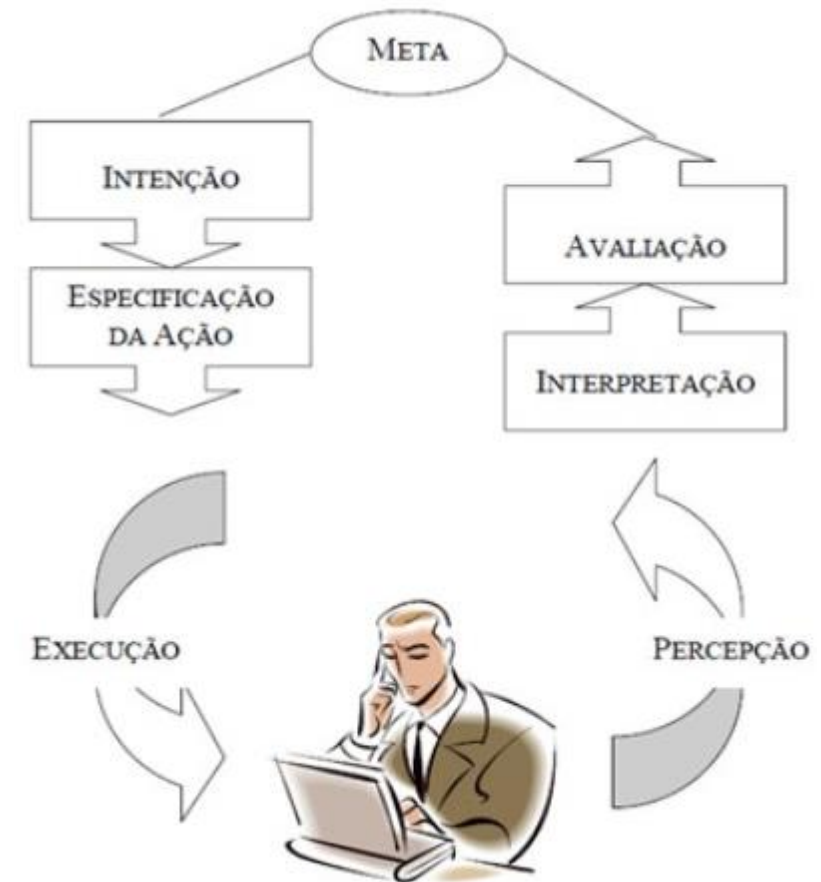 META
INTENÇÃO
ESPECIFICAÇÃO
DA AÇÃO
EXECUÇÃO
AVALIAÇÃO
INTERPRETAÇÃO
PERCEPÇÃO